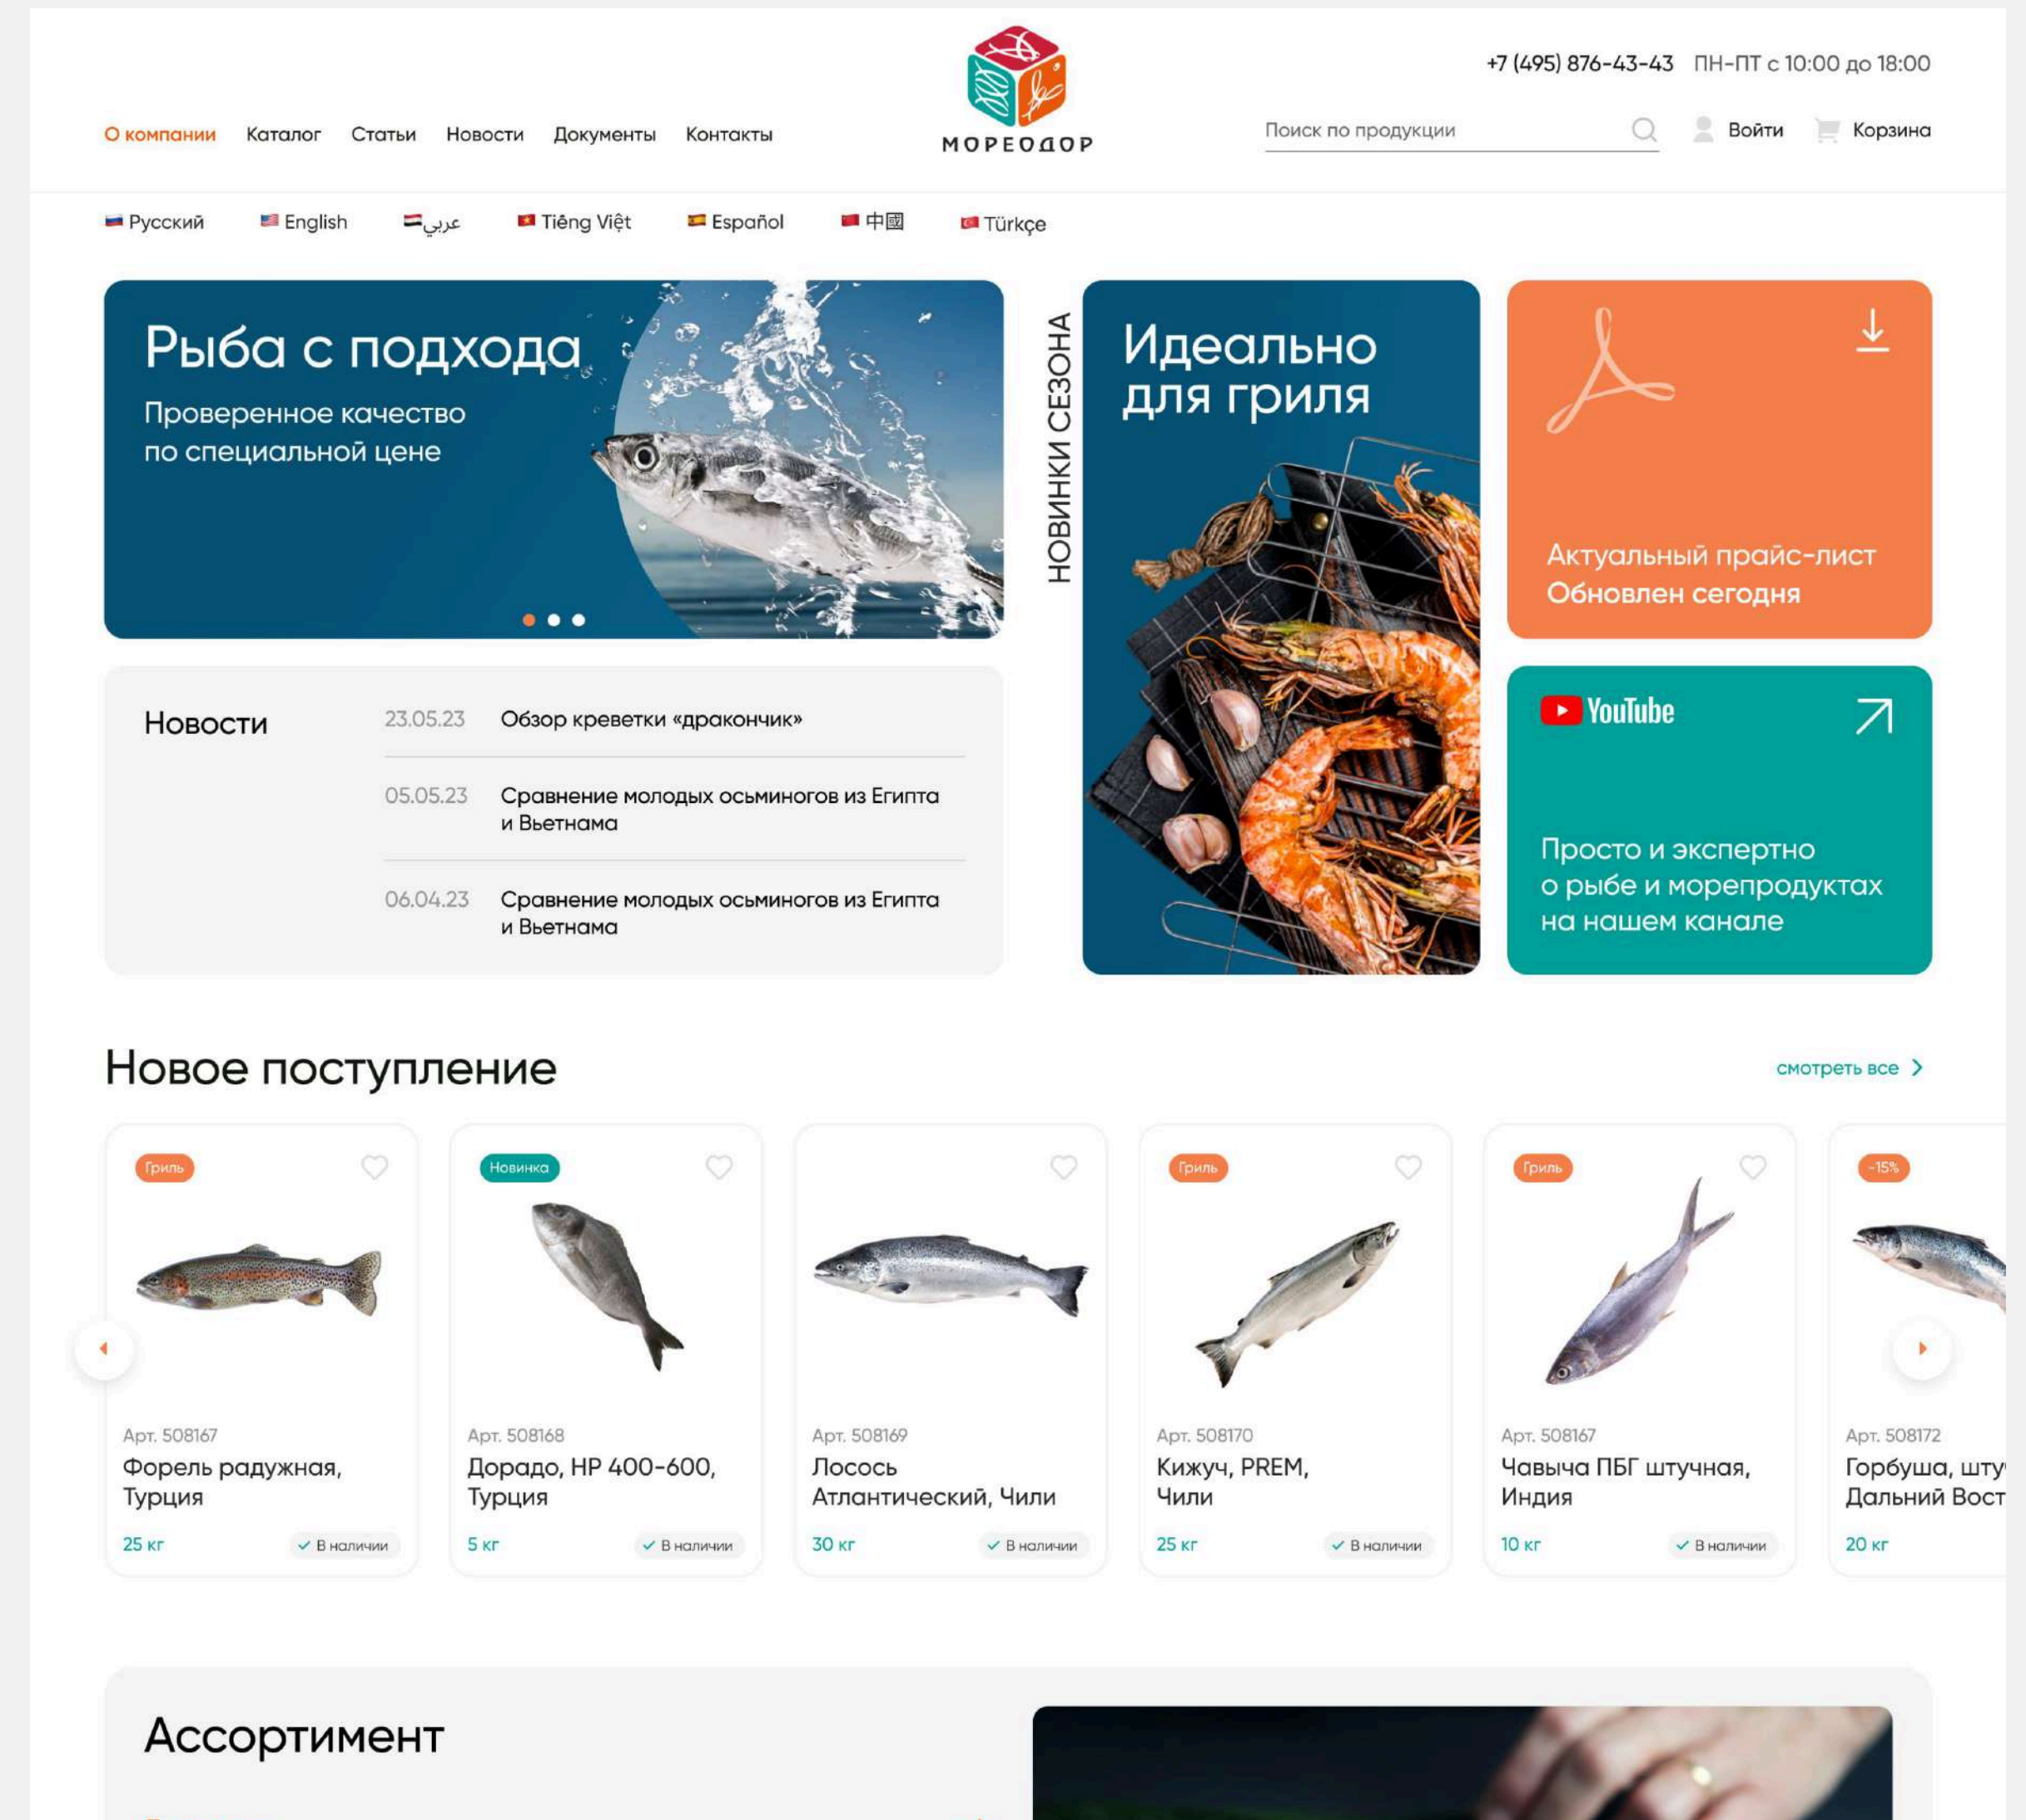 +7 (495) 876-43-43 ПН-ПТ с 10:00 до 18:00
О компании Каталог Статьи Новости Документы Контакты
МОРЕОДОР
Поиск по продукции Войти Корзина
Русский English عربي Tiếng Việt Español 中國 Türkçe
Рыба с подхода
Проверенное качество
по специальной цене
НОВИНКИ СЕЗОНА
Идеально
для гриля
Актуальный прайс-лист
Обновлен сегодня
Новости
23.05.23 Обзор креветки «дракончик»
05.05.23 Сравнение молодых осьминогов из Египта
и Вьетнама
06.04.23 Сравнение молодых осьминогов из Египта
и Вьетнама
YouTube
Просто и экспертно
о рыбе и морепродуктах
на нашем канале
Новое поступление
смотреть все
Гриль
Арт. 508167
Форель радужная,
Турция
25 кг В наличии
Новинка
Арт. 508168
Дорадо, НР 400-600,
Турция
5 кг В наличии
Арт. 508169
Лосось
Атлантический, Чили
30 кг В наличии
Гриль
Арт. 508170
Кижуч, PREM,
Чили
25 кг В наличии
Гриль
Арт. 508167
Чавыча ПБГ штучная,
Индия
10 кг В наличии
-15%
Арт. 508172
Горбуша,
Дальний
20 кг
Ассортимент